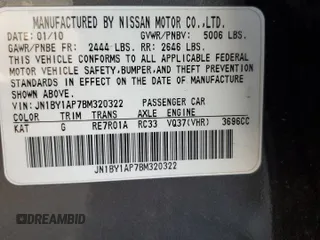 MANUFACTURED BY NISSAN MOTOR CO.,LTD.
DATE: 01/10 GVWR/PNBV: 5006 LBS.
GAWR/PNBE FR: 2444 LBS. RR: 2646 LBS.
THIS VEHICLE CONFORMS TO ALL APPLICABLE
FEDERAL MOTOR VEHICLE SAFETY,BUMPER,AND THEFT PREVENTION
STANDARDS IN EFFECT ON THE DATE OF MANUFACTURE
SHOWN ABOVE.
VIN: JN1BY1AP7BM320322 PASSENGER CAR
COLOR TRIM TRANS AXLE ENGINE
KAT G RE7R01A RC33 VQ37(VHR) 3696CC
JN1BY1AP7BM320322
DREAMBID